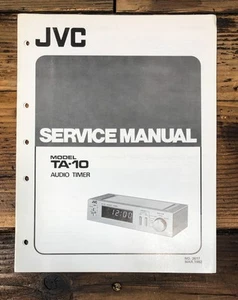 JVC
SERVICE MANUAL
MODEL
TA-10
AUDIO TIMER
12:00